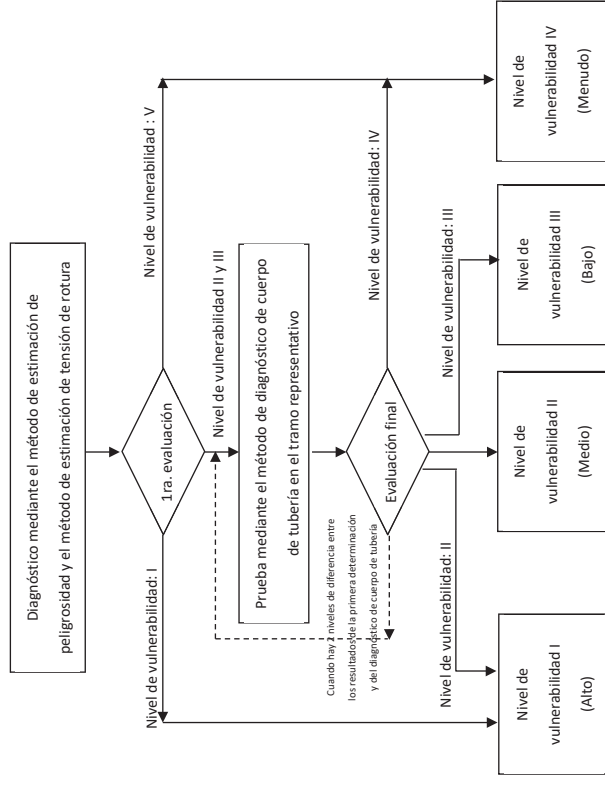 Diagnóstico mediante el método de estimación de
peligrosidad y el método de estimación de tensión de rotura
1 ra. evaluación
Nivel de vulnerabilidad: I
Nivel de vulnerabilidad : V
Nivel de vulnerabilidad II y III
Prueba mediante el método de diagnóstico de cuerpo
de tubería en el tramo representativo
Cuando hay 2 niveles de diferencia entre
los resultados de la primera determinación
y del diagnóstico de cuerpo de tubería
Evaluación final
Nivel de vulnerabilidad: IV
Nivel de vulnerabilidad: II
Nivel de vulnerabilidad: III
Nivel de
vulnerabilidad I
(Alto)
Nivel de
vulnerabilidad II
(Medio)
Nivel de
vulnerabilidad III
(Bajo)
Nivel de
vulnerabilidad IV
(Menudo)